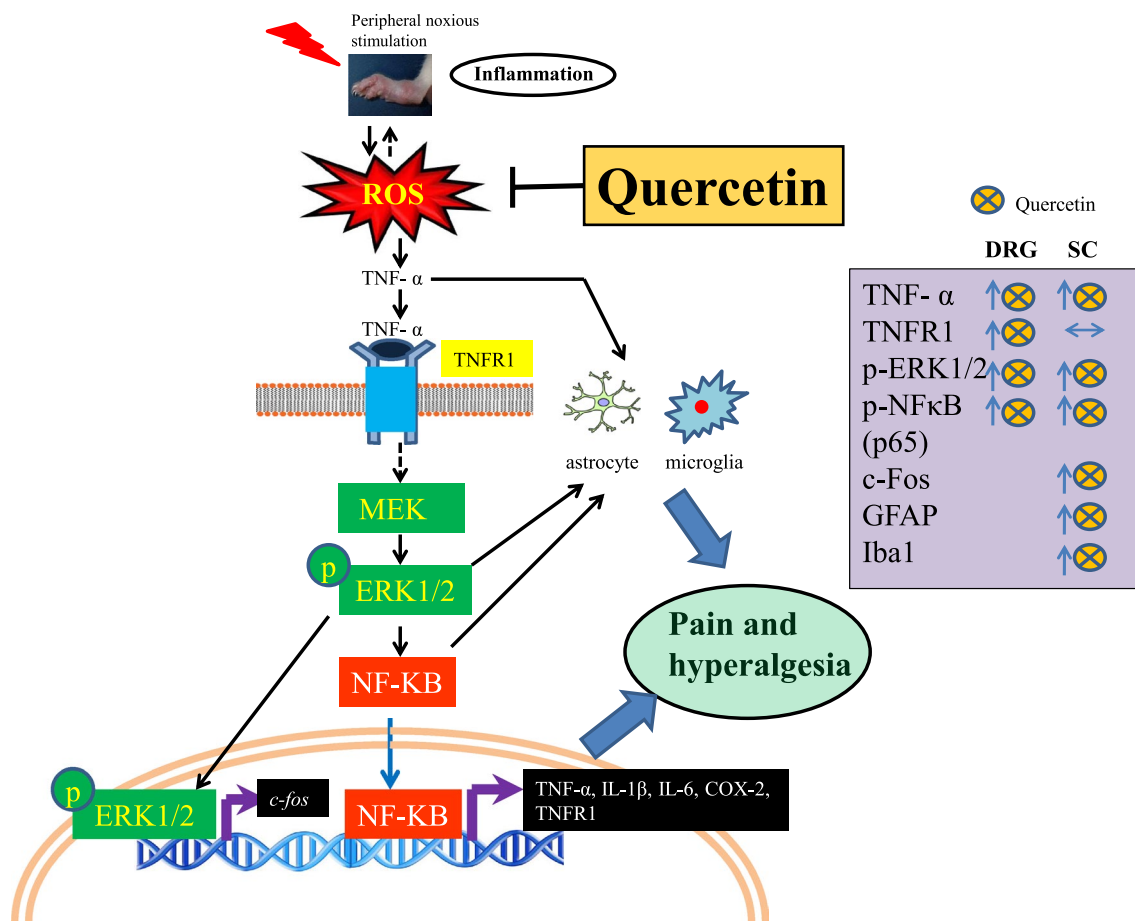 Peripheral noxious
stimulation
Inflammation
ROS
Quercetin
TNF- α
TNF- α
TNFR1
astrocyte
microglia
MEK
p
ERK1/2
NF-KB
Pain and
hyperalgesia
p
ERK1/2
c-fos
NF-KB
TNF-α, IL-1β, IL-6, COX-2,
TNFR1
Quercetin
DRG SC
TNF- α
TNFR1
p-ERK1/2
p-NFκB
(p65)
c-Fos
GFAP
Iba1